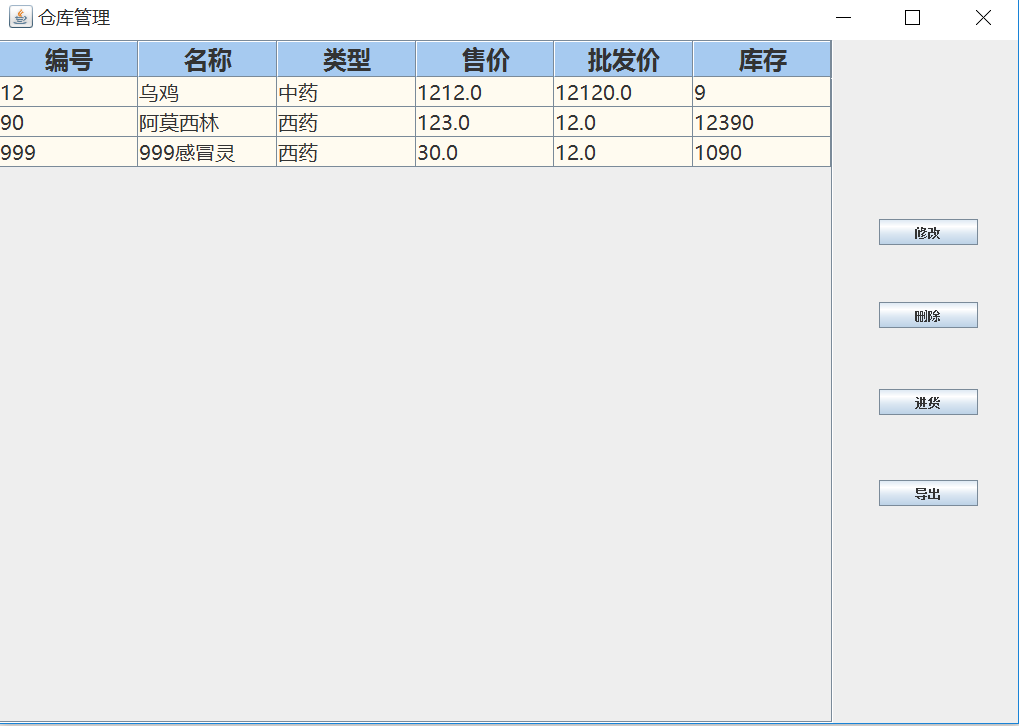 仓库管理
编号 名称 类型 售价 批发价 库存
12 乌鸡 中药 1212.0 12120.0 9
90 阿莫西林 西药 123.0 12.0 12390
999 999感冒灵 西药 30.0 12.0 1090
修改
删除
进货
导出